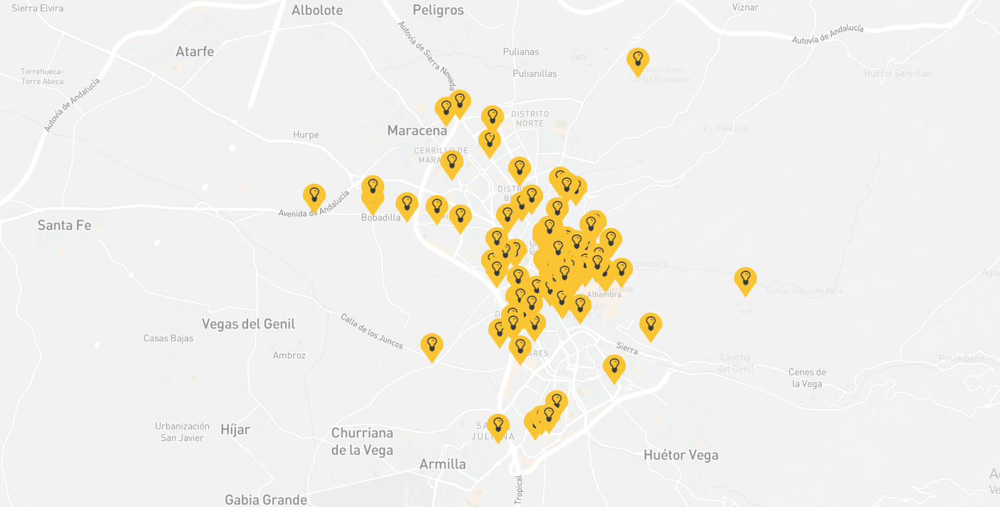 Sierra Elvira
Albolote
Peligros
Víznar
Autovía de Andalucía
Autovía de Sierra Nevada
Atarfe
Pulianas
Jun
Torrehueca-
Torre Abeca
Pulianillas
Cortijo Baltodano
Huétor Santillán
Autovía de Andalucía
DISTRITO
NORTE
Maracena
Hurpe
EL FARGUE
CERRILLO DE
Avenida de Andalucía
Bobadilla
Santa Fe
Cortijo Jesús del Valle
Generalife
Alhambra
Vegas del Genil
Calle de los Juncos
Casas Bajas
Ambroz
Sierra
Lancha
del Genil
Pinos Genil
Cenes de
la Vega
Urbanización
San Javier
Híjar
Churriana
de la Vega
Armilla
Huétor Vega
Tropical
Gabia Grande